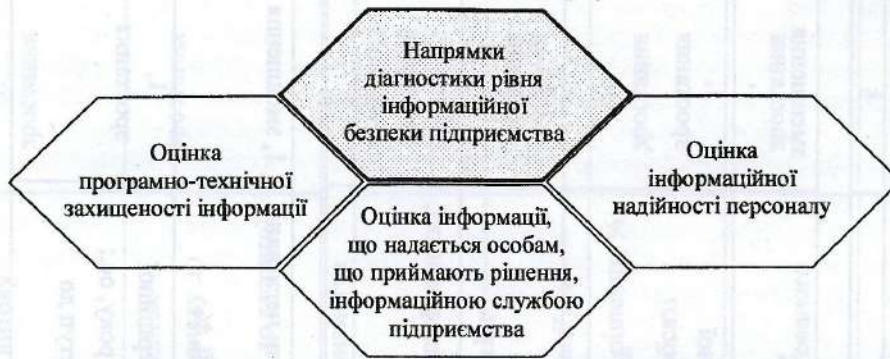 Напрямки
діагностики рівня
інформаційної
безпеки підприємства
Оцінка
програмно-технічної
захищеності інформації
Оцінка інформації,
що надається особам,
що приймають рішення,
інформаційною службою
підприємства
Оцінка
інформаційної
надійності персоналу